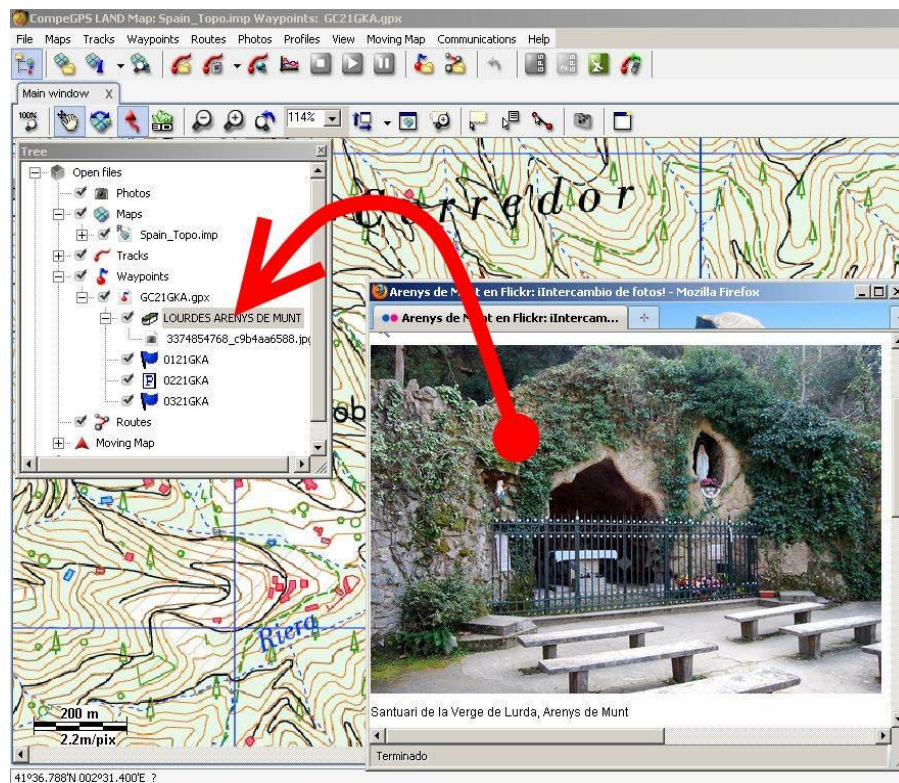 CompeGPS LAND Map: Spain_Topo.imp Waypoints: GC21GKA.gpx
File Maps Tracks Waypoints Routes Photos Profiles View Moving Map Communications Help
Main window X
100% 114%
Tree
Open files
Photos
Maps
Spain_Topo.imp
Tracks
Waypoints
GC21GKA.gpx
LOURDES ARENYS DE MUNT
3374854768_c9b4aa6588.jp
0121GKA
P 0221GKA
0321GKA
Routes
Moving Map
Corredor
Arenys de Munt en Flickr: ¡Intercambio de fotos! - Mozilla Firefox
Arenys de Munt en Flickr: ¡Intercam...
ob
Riera
Santuari de la Verge de Lurda, Arenys de Munt
Terminado
200 m
2.2m/pix
41º36.788'N 002º31.400'E ?